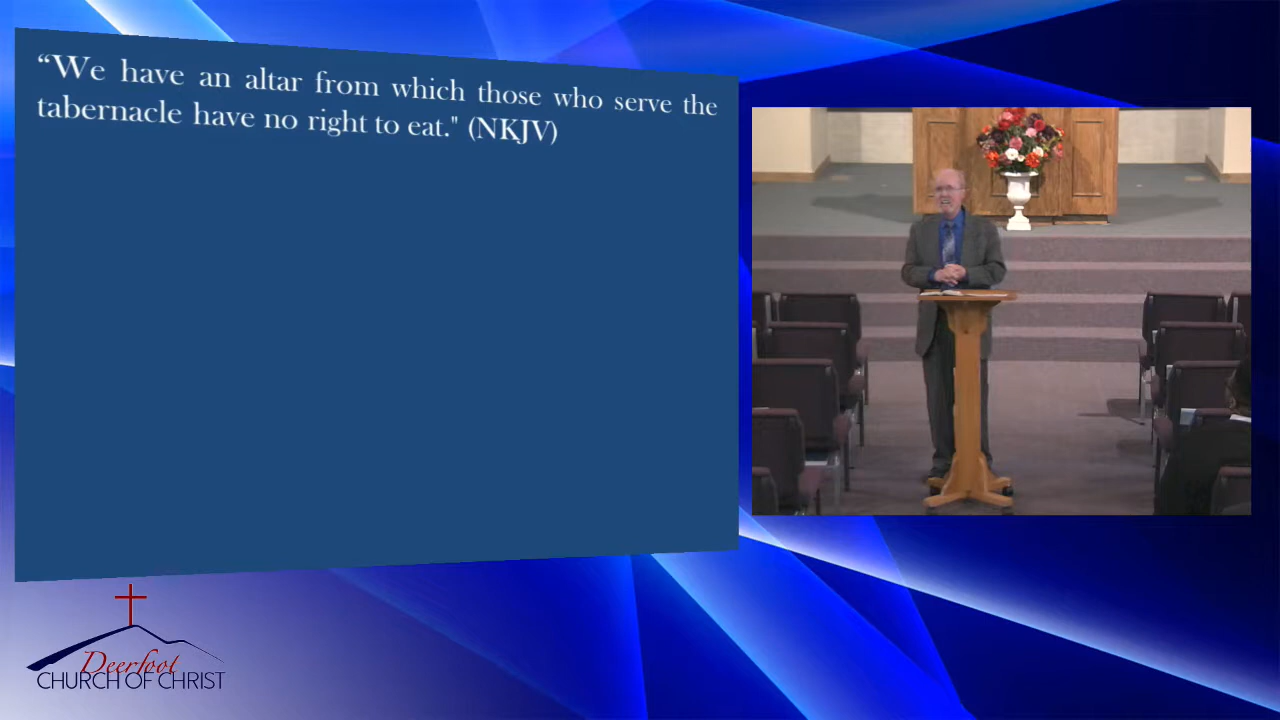 “We have an altar from which those who serve the
tabernacle have no right to eat." (NKJV)
Deerfoot
CHURCH OF CHRIST